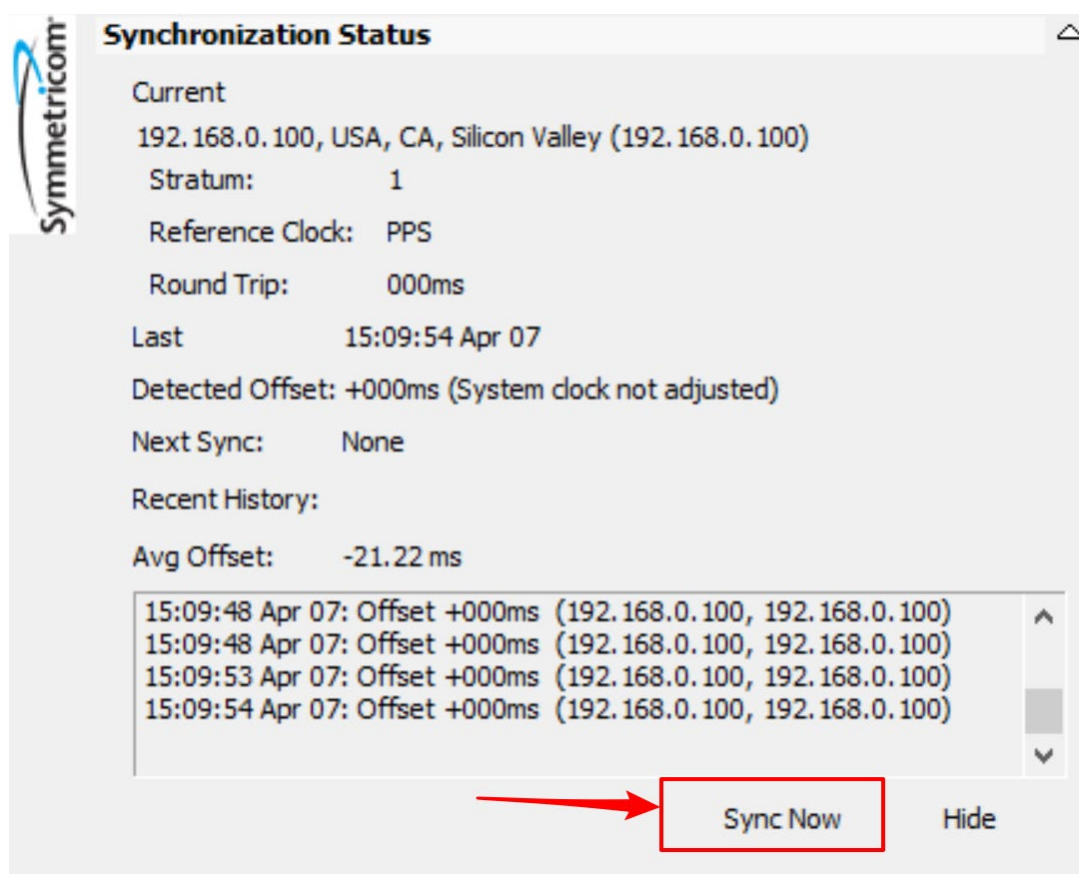 Symmetricom
Synchronization Status
Current
192.168.0.100, USA, CA, Silicon Valley (192.168.0.100)
Stratum: 1
Reference Clock: PPS
Round Trip: 000ms
Last 15:09:54 Apr 07
Detected Offset: +000ms (System clock not adjusted)
Next Sync: None
Recent History:
Avg Offset: -21.22 ms
15:09:48 Apr 07: Offset +000ms (192.168.0.100, 192.168.0.100)
15:09:48 Apr 07: Offset +000ms (192.168.0.100, 192.168.0.100)
15:09:53 Apr 07: Offset +000ms (192.168.0.100, 192.168.0.100)
15:09:54 Apr 07: Offset +000ms (192.168.0.100, 192.168.0.100)
Sync Now Hide